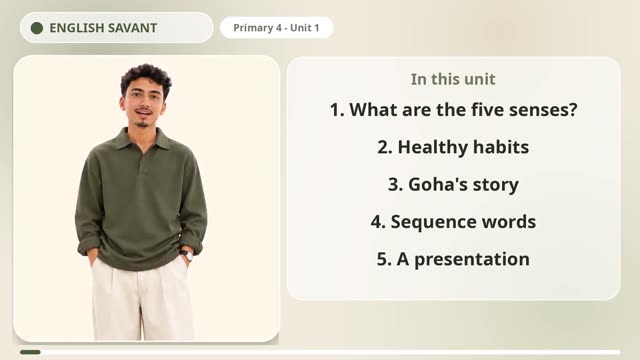 ENGLISH SAVANT
Primary 4 - Unit 1
In this unit
1. What are the five senses?
2. Healthy habits
3. Goha's story
4. Sequence words
5. A presentation